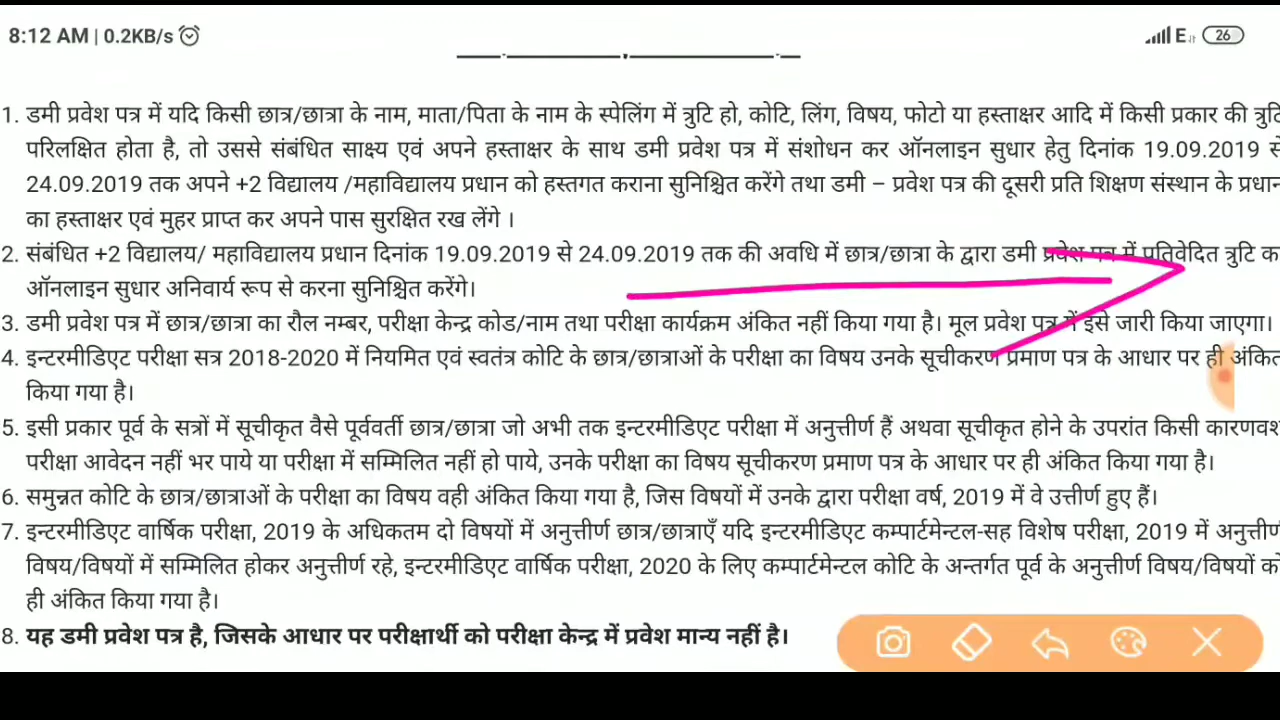 8:12 AM | 0.2KB/s
E 26
1. डमी प्रवेश पत्र में यदि किसी छात्र/छात्रा के नाम, माता/पिता के नाम के स्पेलिंग में त्रुटि हो, कोटि, लिंग, विषय, फोटो या हस्ताक्षर आदि में किसी प्रकार की त्रुटि
परिलक्षित होता है, तो उससे संबंधित साक्ष्य एवं अपने हस्ताक्षर के साथ डमी प्रवेश पत्र में संशोधन कर ऑनलाइन सुधार हेतु दिनांक 19.09.2019 से
24.09.2019 तक अपने +2 विद्यालय /महाविद्यालय प्रधान को हस्तगत कराना सुनिश्चित करेंगे तथा डमी – प्रवेश पत्र की दूसरी प्रति शिक्षण संस्थान के प्रधान
का हस्ताक्षर एवं मुहर प्राप्त कर अपने पास सुरक्षित रख लेंगे ।
2. संबंधित +2 विद्यालय/ महाविद्यालय प्रधान दिनांक 19.09.2019 से 24.09.2019 तक की अवधि में छात्र/छात्रा के द्वारा डमी प्रवेश पत्र में प्रतिवेदित त्रुटि का
ऑनलाइन सुधार अनिवार्य रूप से करना सुनिश्चित करेंगे।
3. डमी प्रवेश पत्र में छात्र/छात्रा का रौल नम्बर, परीक्षा केन्द्र कोड/नाम तथा परीक्षा कार्यक्रम अंकित नहीं किया गया है। मूल प्रवेश पत्र में इसे जारी किया जाएगा।
4. इन्टरमीडिएट परीक्षा सत्र 2018-2020 में नियमित एवं स्वतंत्र कोटि के छात्र/छात्राओं के परीक्षा का विषय उनके सूचीकरण प्रमाण पत्र के आधार पर ही अंकित
किया गया है।
5. इसी प्रकार पूर्व के सत्रों में सूचीकृत वैसे पूर्ववर्ती छात्र/छात्रा जो अभी तक इन्टरमीडिएट परीक्षा में अनुत्तीर्ण हैं अथवा सूचीकृत होने के उपरांत किसी कारणवश
परीक्षा आवेदन नहीं भर पाये या परीक्षा में सम्मिलित नहीं हो पाये, उनके परीक्षा का विषय सूचीकरण प्रमाण पत्र के आधार पर ही अंकित किया गया है।
6. समुन्नत कोटि के छात्र/छात्राओं के परीक्षा का विषय वही अंकित किया गया है, जिस विषयों में उनके द्वारा परीक्षा वर्ष, 2019 में वे उत्तीर्ण हुए हैं।
7. इन्टरमीडिएट वार्षिक परीक्षा, 2019 के अधिकतम दो विषयों में अनुत्तीर्ण छात्र/छात्राएँ यदि इन्टरमीडिएट कम्पार्टमेन्टल-सह विशेष परीक्षा, 2019 में अनुत्तीर्ण
विषय/विषयों में सम्मिलित होकर अनुत्तीर्ण रहे, इन्टरमीडिएट वार्षिक परीक्षा, 2020 के लिए कम्पार्टमेन्टल कोटि के अन्तर्गत पूर्व के अनुत्तीर्ण विषय/विषयों को
ही अंकित किया गया है।
8. यह डमी प्रवेश पत्र है, जिसके आधार पर परीक्षार्थी को परीक्षा केन्द्र में प्रवेश मान्य नहीं है।